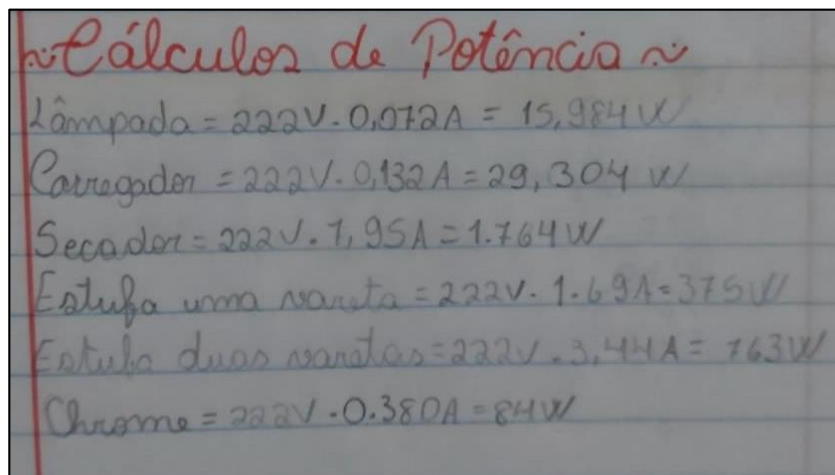 ~Cálculos de Potência~
Lâmpada = 222V. 0,072A = 15,984W
Carregador = 222V. 0,132A = 29,304 W
Secador = 222V. 7,95A = 1.764W
Estufa uma vareta = 222V. 1.69A = 375W
Estufa duas varetas = 222V. 3,44A = 763W
Chrome = 222V. 0.380A = 84W